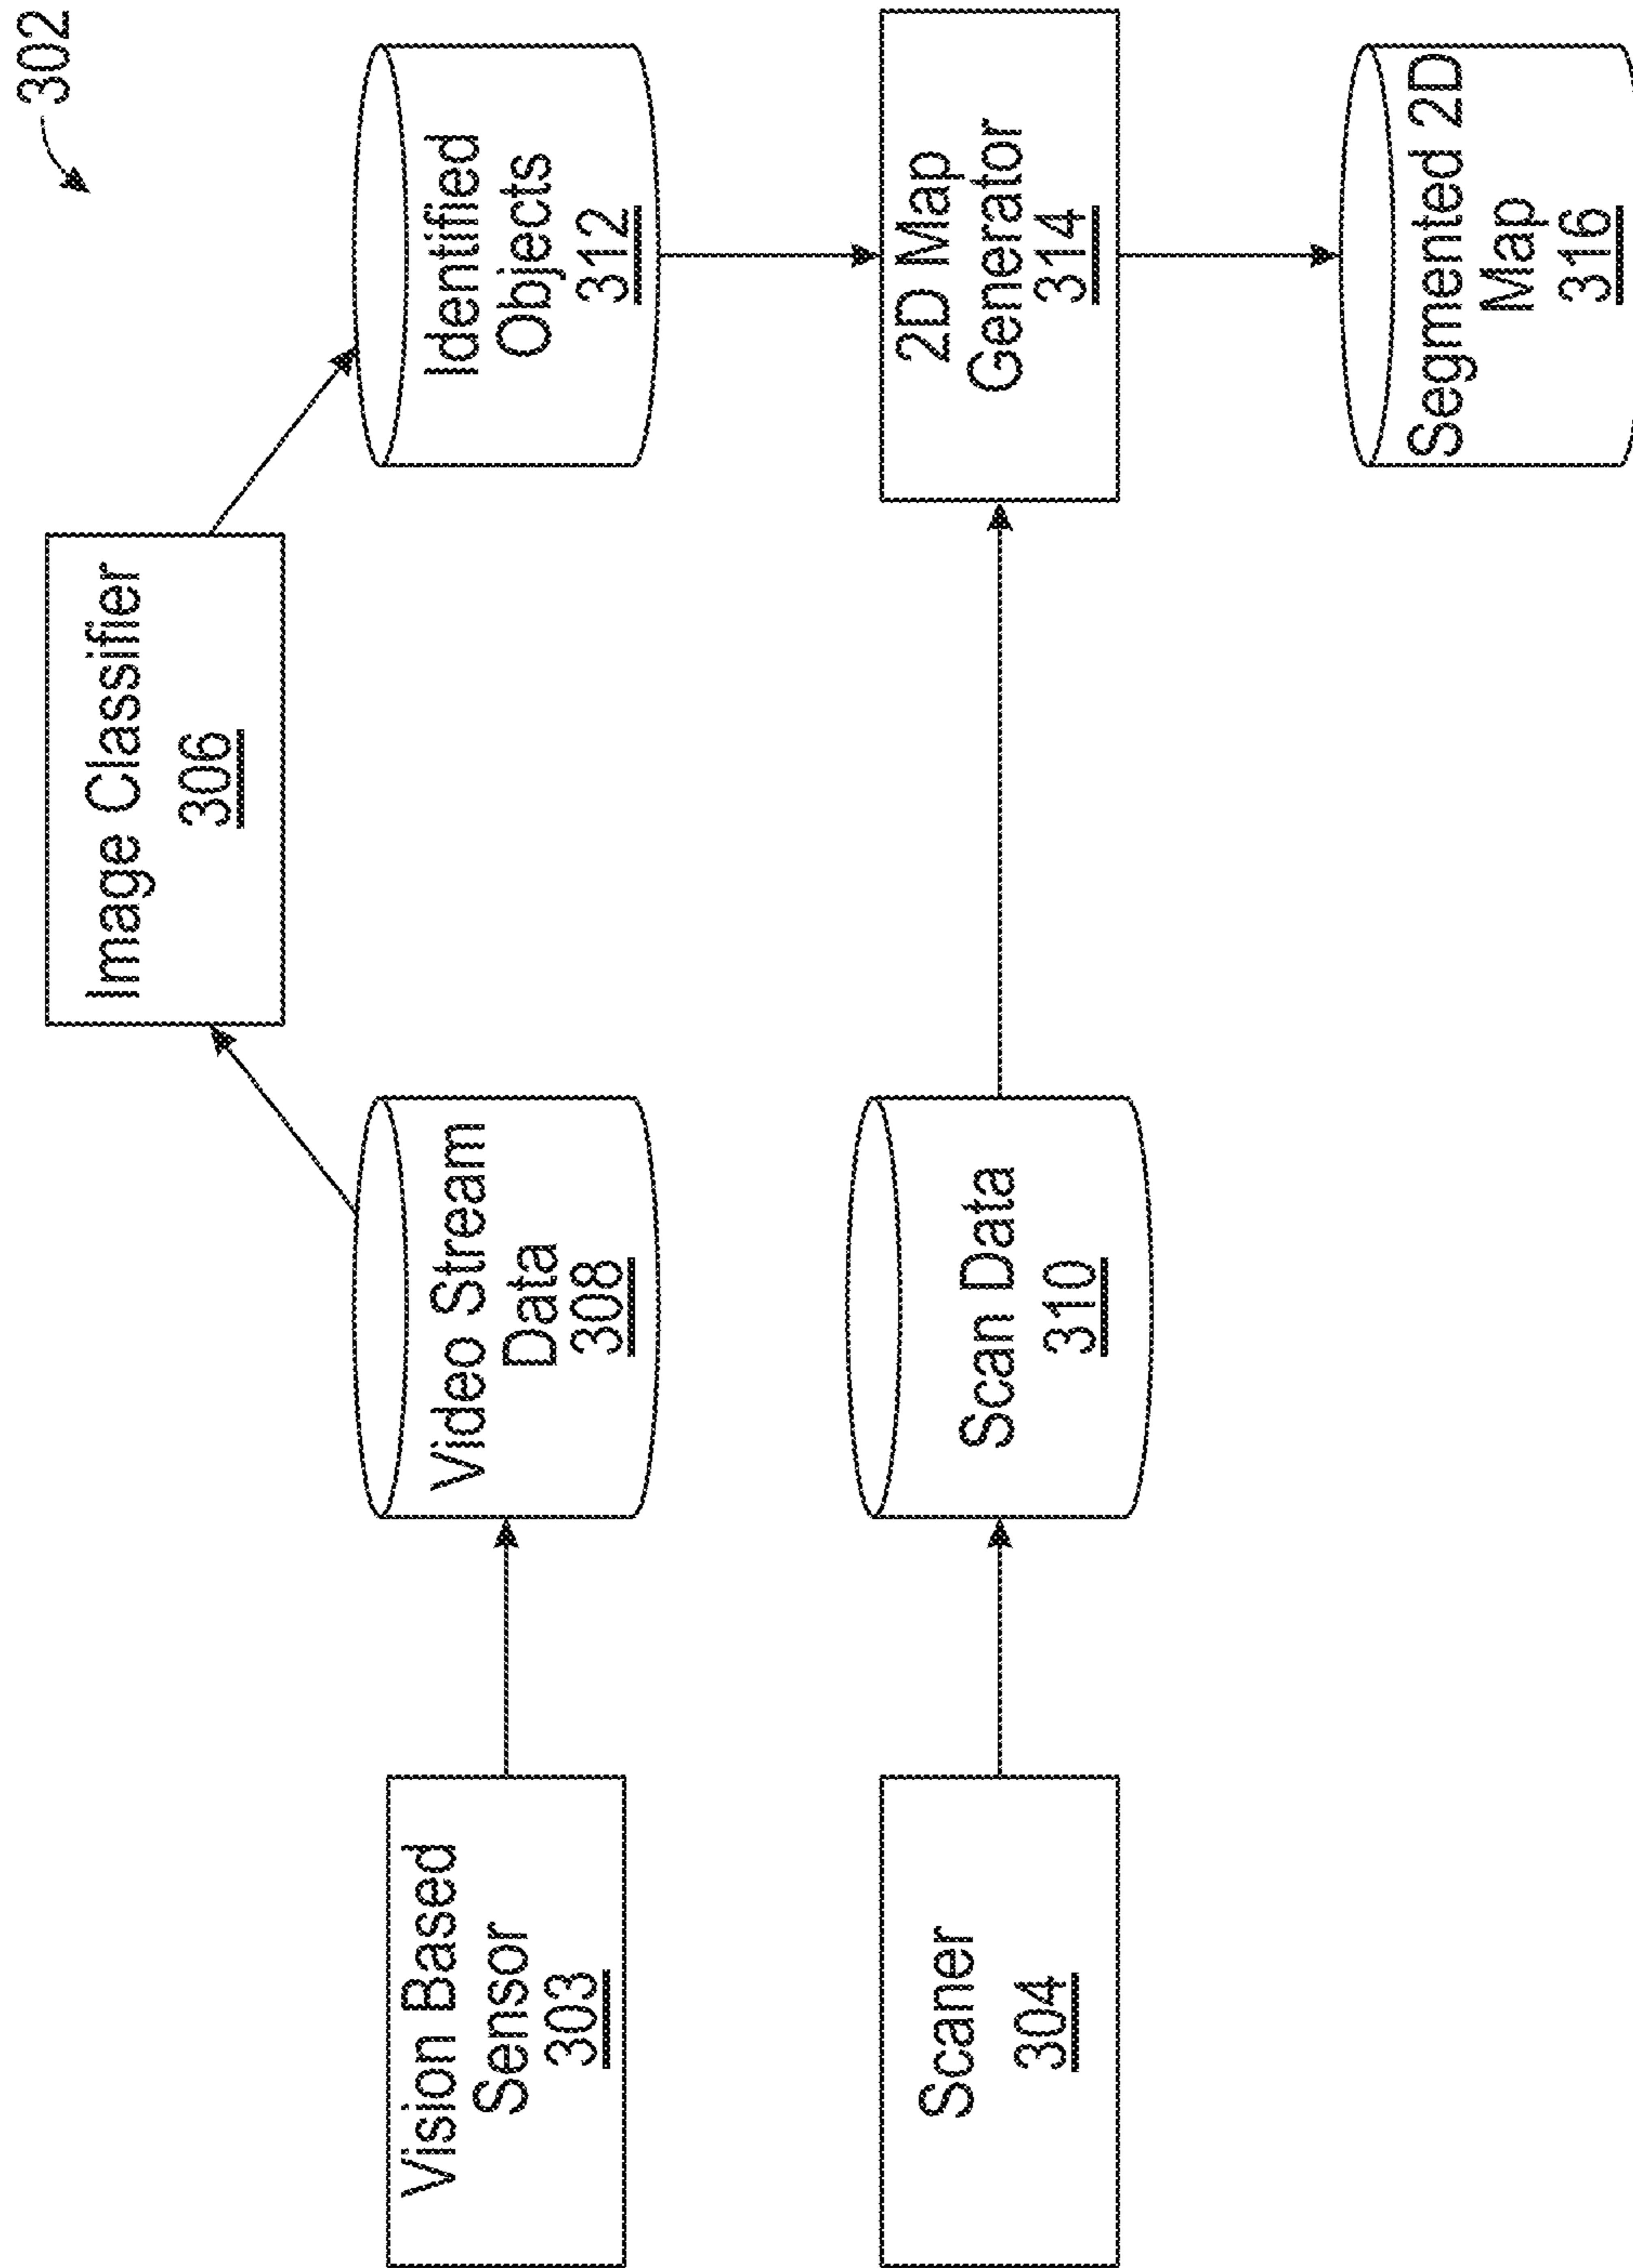 302
Image Classifier
306
Vision Based
Sensor
303
Video Stream
Data
308
Identified
Objects
312
Scaner
304
Scan Data
310
2D Map
Generator
314
Segmented 2D
Map
316